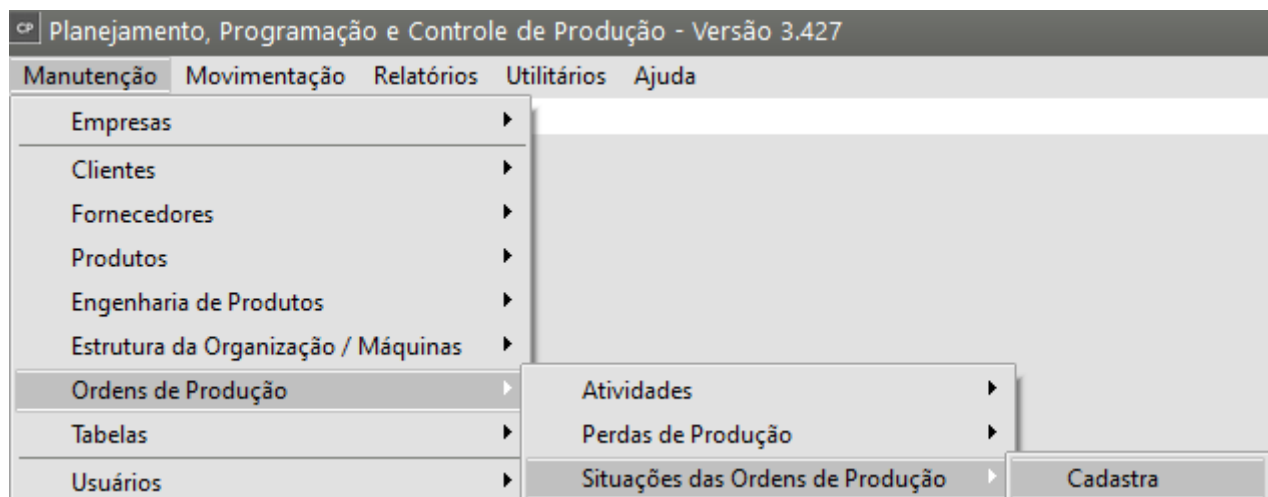 CP Planejamento, Programação e Controle de Produção - Versão 3.427
Manutenção Movimentação Relatórios Utilitários Ajuda
Empresas
Clientes
Fornecedores
Produtos
Engenharia de Produtos
Estrutura da Organização / Máquinas
Ordens de Produção Atividades
Tabelas Perdas de Produção
Usuários Situações das Ordens de Produção Cadastra